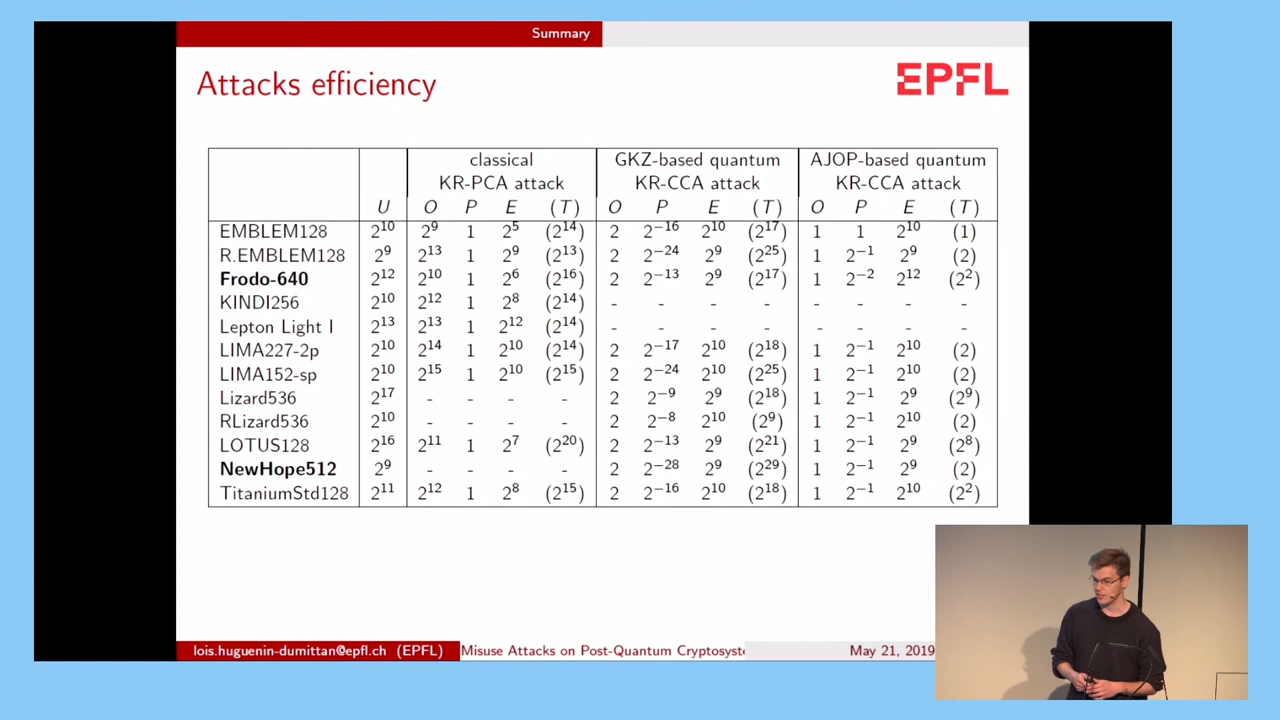 Summary
Attacks efficiency
EPFL
classical GKZ-based quantum AJOP-based quantum
KR-PCA attack KR-CCA attack KR-CCA attack
U O P E (T) O P E (T) O P E (T)
EMBLEM128 2^10 2^9 1 2^5 (2^14) 2 2^-16 2^10 (2^17) 1 1 2^10 (1)
R.EMBLEM128 2^9 2^13 1 2^9 (2^13) 2 2^-24 2^9 (2^25) 1 2^-1 2^9 (2)
Frodo-640 2^12 2^10 1 2^6 (2^16) 2 2^-13 2^9 (2^17) 1 2^-2 2^12 (2^2)
KINDI256 2^10 2^12 1 2^8 (2^14) - - - - - - - -
Lepton Light I 2^13 2^13 1 2^12 (2^14) - - - - - - - -
LIMA227-2p 2^10 2^14 1 2^10 (2^14) 2 2^-17 2^10 (2^18) 1 2^-1 2^10 (2)
LIMA152-sp 2^10 2^15 1 2^10 (2^15) 2 2^-24 2^10 (2^25) 1 2^-1 2^10 (2)
Lizard536 2^17 - - - - 2 2^-9 2^9 (2^18) 1 2^-1 2^9 (2^9)
RLizard536 2^10 - - - - 2 2^-8 2^10 (2^9) 1 2^-1 2^10 (2)
LOTUS128 2^16 2^11 1 2^7 (2^20) 2 2^-13 2^9 (2^21) 1 2^-1 2^9 (2^8)
NewHope512 2^9 - - - - 2 2^-28 2^9 (2^29) 1 2^-1 2^9 (2)
TitaniumStd128 2^11 2^12 1 2^8 (2^15) 2 2^-16 2^10 (2^18) 1 2^-1 2^10 (2^2)
lois.huguenin-dumittan@epfl.ch (EPFL) Misuse Attacks on Post-Quantum Cryptosyste May 21, 2019